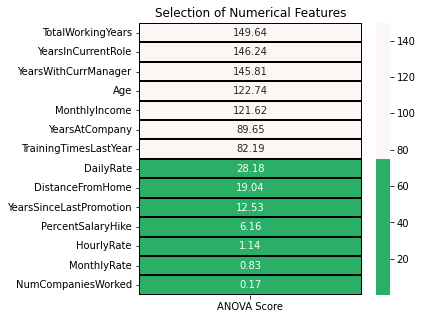 Selection of Numerical Features
TotalWorkingYears 149.64
YearsInCurrentRole 146.24
YearsWithCurrManager 145.81
Age 122.74
MonthlyIncome 121.62
YearsAtCompany 89.65
TrainingTimesLastYear 82.19
DailyRate 28.18
DistanceFromHome 19.04
YearsSinceLastPromotion 12.53
PercentSalaryHike 6.16
HourlyRate 1.14
MonthlyRate 0.83
NumCompaniesWorked 0.17
ANOVA Score
140
120
100
80
60
40
20